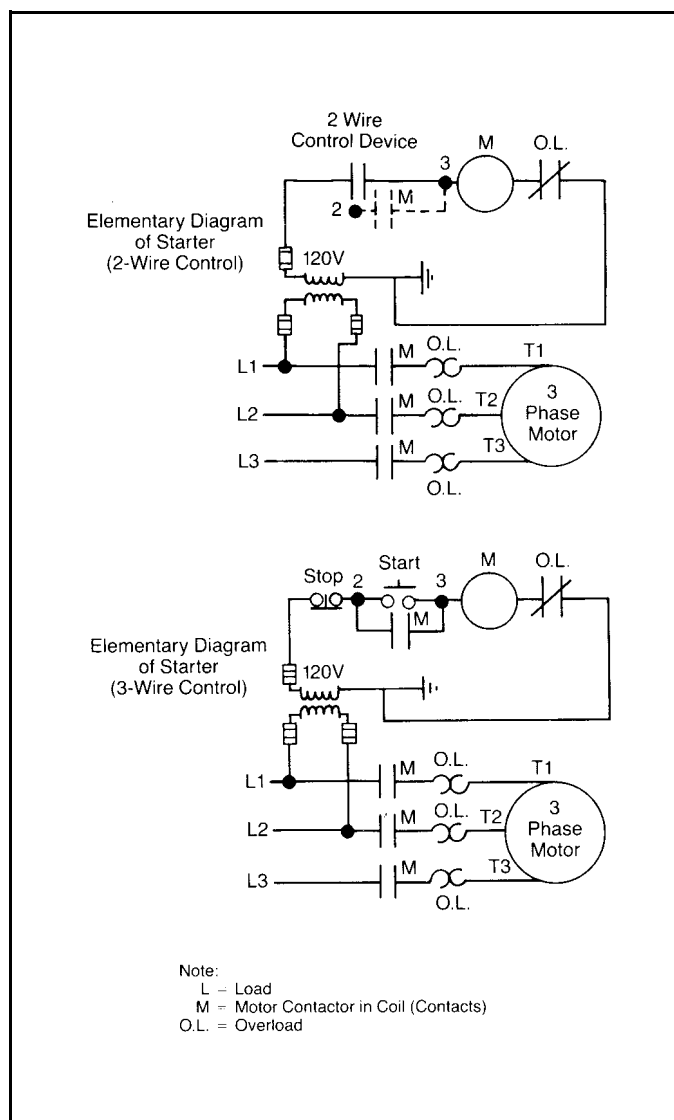 2 Wire
Control Device
M
O.L.
3
M
2
Elementary Diagram
of Starter
(2-Wire Control)
120V
L1
M
O.L.
T1
L2
M
O.L.
T2
3
Phase
Motor
L3
M
O.L.
T3
Stop
2
Start
3
M
O.L.
M
Elementary Diagram
of Starter
(3-Wire Control)
120V
L1
M
O.L.
T1
L2
M
O.L.
T2
3
Phase
Motor
L3
M
O.L.
T3
Note:
L = Load
M = Motor Contactor in Coil (Contacts)
O.L. = Overload